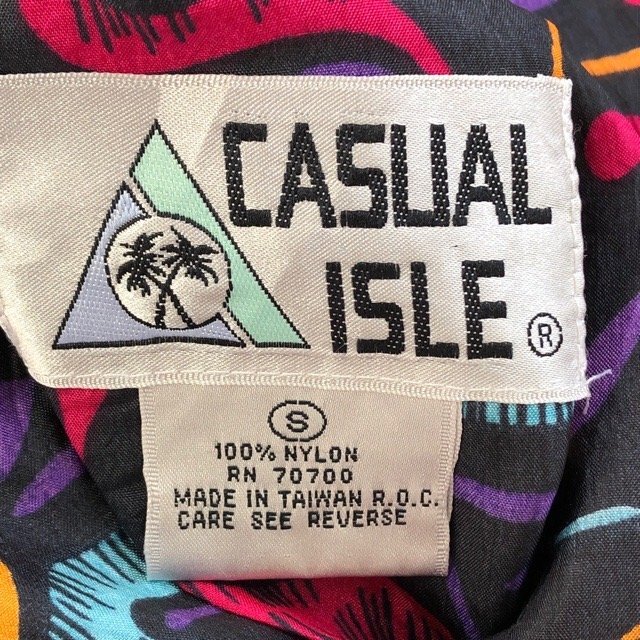 CASUAL
ISLE ®
S
100% NYLON
RN 70700
MADE IN TAIWAN R.O.C.
CARE SEE REVERSE